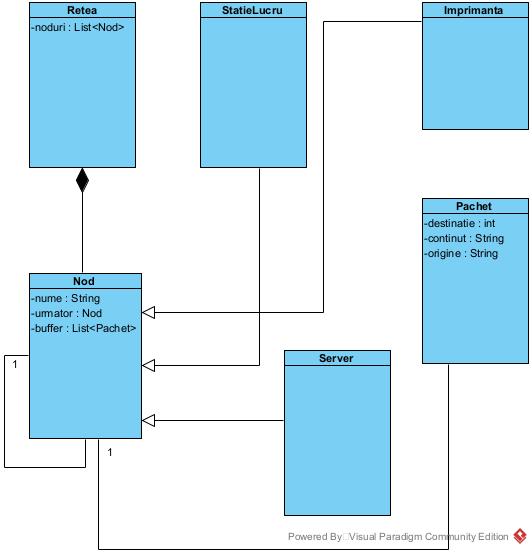 Retea
-noduri : List<Nod>
StatieLucru
Imprimanta
Pachet
-destinatie : int
-continut : String
-origine : String
Nod
-nume : String
-urmator : Nod
-buffer : List<Pachet>
1
Server
1
Powered By Visual Paradigm Community Edition